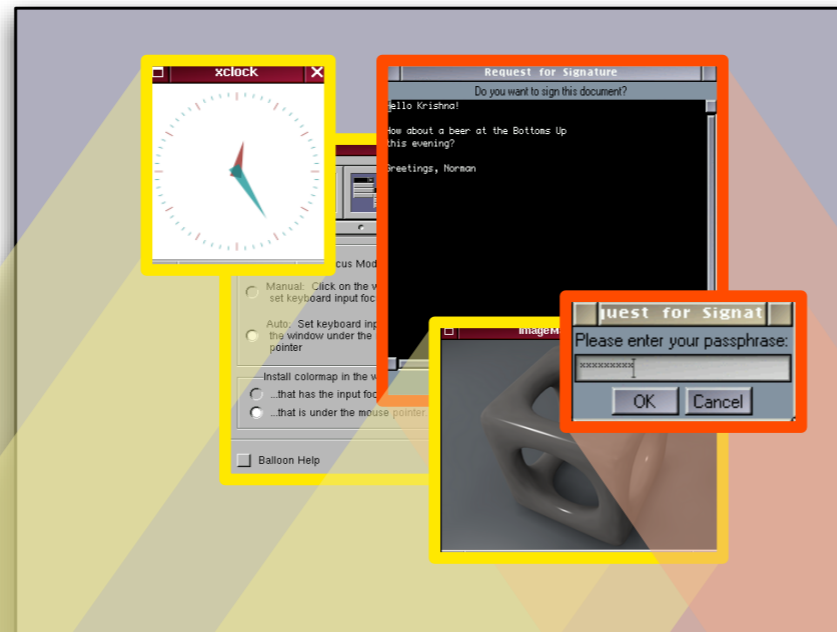 xclock
Request for Signature
Do you want to sign this document?
Hello Krishna!
How about a beer at the Bottoms Up
this evening?
Greetings, Norman
cus Mod
Manual: Click on the w
set keyboard input foc
Auto: Set keyboard inp
the window under the
pointer
Install colormap in the w
...that has the input foc
...that is under the mouse pointer.
Balloon Help
ImageM
uest for Signat
Please enter your passphrase:
xxxxxxxxx
OK Cancel